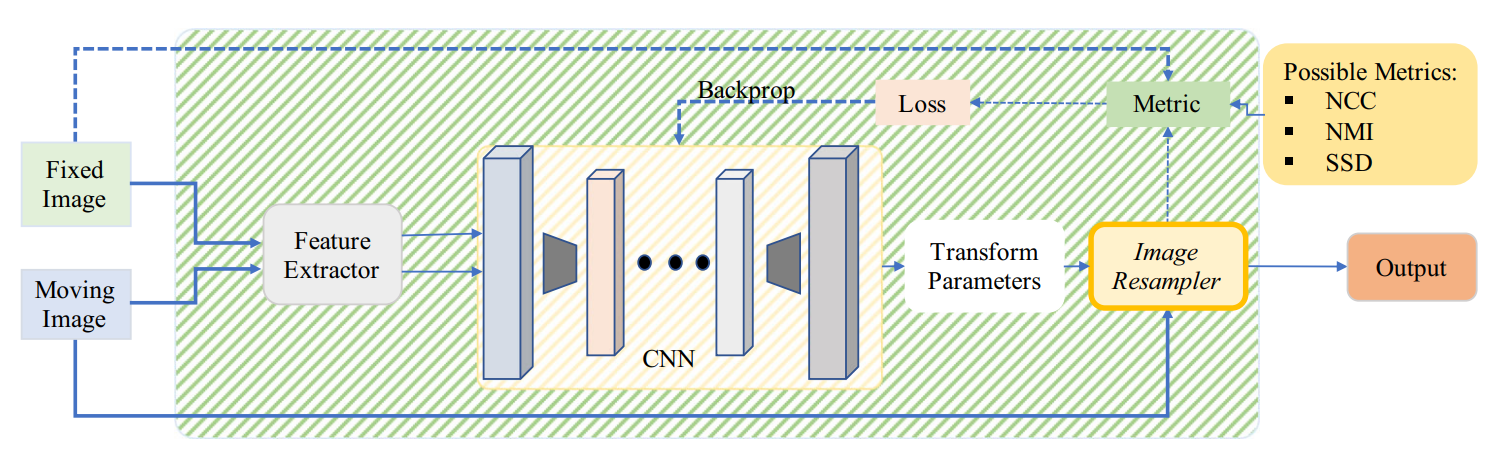 Fixed
Image
Moving
Image
Feature
Extractor
Backprop
Loss
Metric
CNN
Transform
Parameters
Image
Resampler
Possible Metrics:
▪ NCC
▪ NMI
▪ SSD
Output